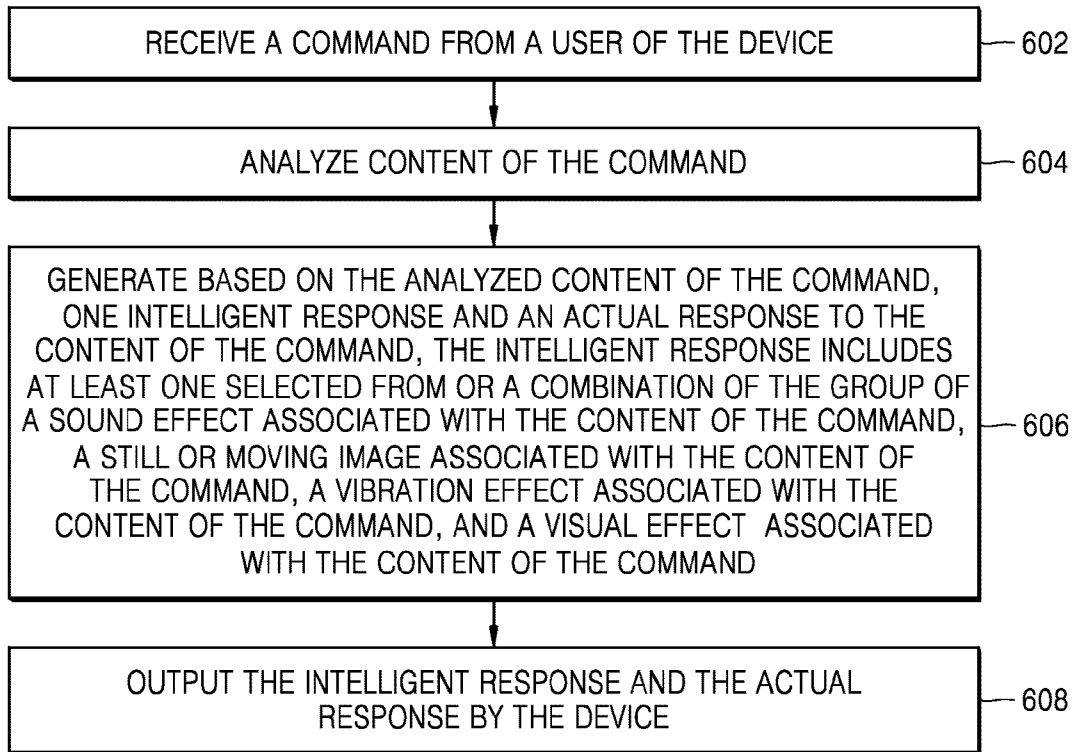 RECEIVE A COMMAND FROM A USER OF THE DEVICE
602
ANALYZE CONTENT OF THE COMMAND
604
GENERATE BASED ON THE ANALYZED CONTENT OF THE COMMAND,
ONE INTELLIGENT RESPONSE AND AN ACTUAL RESPONSE TO THE
CONTENT OF THE COMMAND, THE INTELLIGENT RESPONSE INCLUDES
AT LEAST ONE SELECTED FROM OR A COMBINATION OF THE GROUP OF
A SOUND EFFECT ASSOCIATED WITH THE CONTENT OF THE COMMAND,
A STILL OR MOVING IMAGE ASSOCIATED WITH THE CONTENT OF
THE COMMAND, A VIBRATION EFFECT ASSOCIATED WITH THE
CONTENT OF THE COMMAND, AND A VISUAL EFFECT ASSOCIATED
WITH THE CONTENT OF THE COMMAND
606
OUTPUT THE INTELLIGENT RESPONSE AND THE ACTUAL
RESPONSE BY THE DEVICE
608